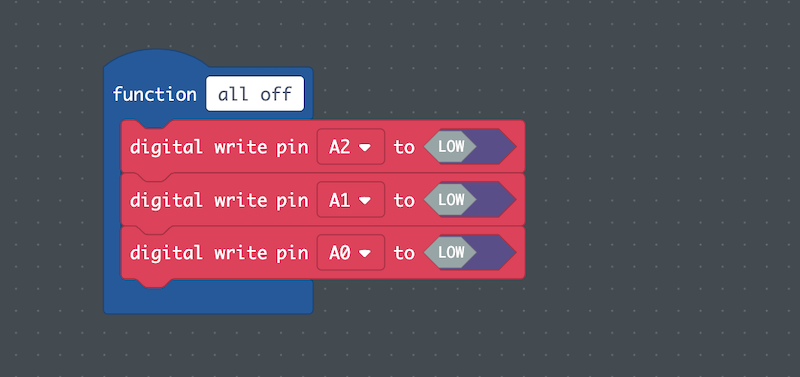 function all off
digital write pin A2 to LOW
digital write pin A1 to LOW
digital write pin A0 to LOW